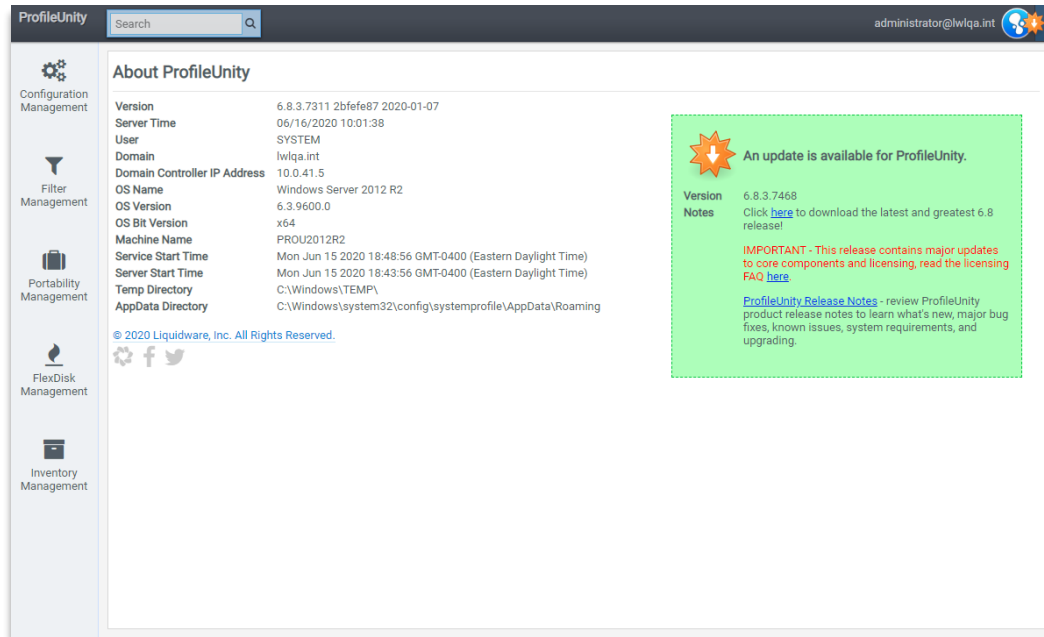 ProfileUnity
Search
administrator@lwlqa.int
Configuration
Management
Filter
Management
Portability
Management
FlexDisk
Management
Inventory
Management
About ProfileUnity
Version 6.8.3.7311 2bfefe87 2020-01-07
Server Time 06/16/2020 10:01:38
User SYSTEM
Domain lwlqa.int
Domain Controller IP Address 10.0.41.5
OS Name Windows Server 2012 R2
OS Version 6.3.9600.0
OS Bit Version x64
Machine Name PROU2012R2
Service Start Time Mon Jun 15 2020 18:48:56 GMT-0400 (Eastern Daylight Time)
Server Start Time Mon Jun 15 2020 18:43:56 GMT-0400 (Eastern Daylight Time)
Temp Directory C:\Windows\TEMP\
AppData Directory C:\Windows\system32\config\systemprofile\AppData\Roaming
© 2020 Liquidware, Inc. All Rights Reserved.
An update is available for ProfileUnity.
Version 6.8.3.7468
Notes Click here to download the latest and greatest 6.8
release!
IMPORTANT - This release contains major updates
to core components and licensing, read the licensing
FAQ here.
ProfileUnity Release Notes - review ProfileUnity
product release notes to learn what's new, major bug
fixes, known issues, system requirements, and
upgrading.